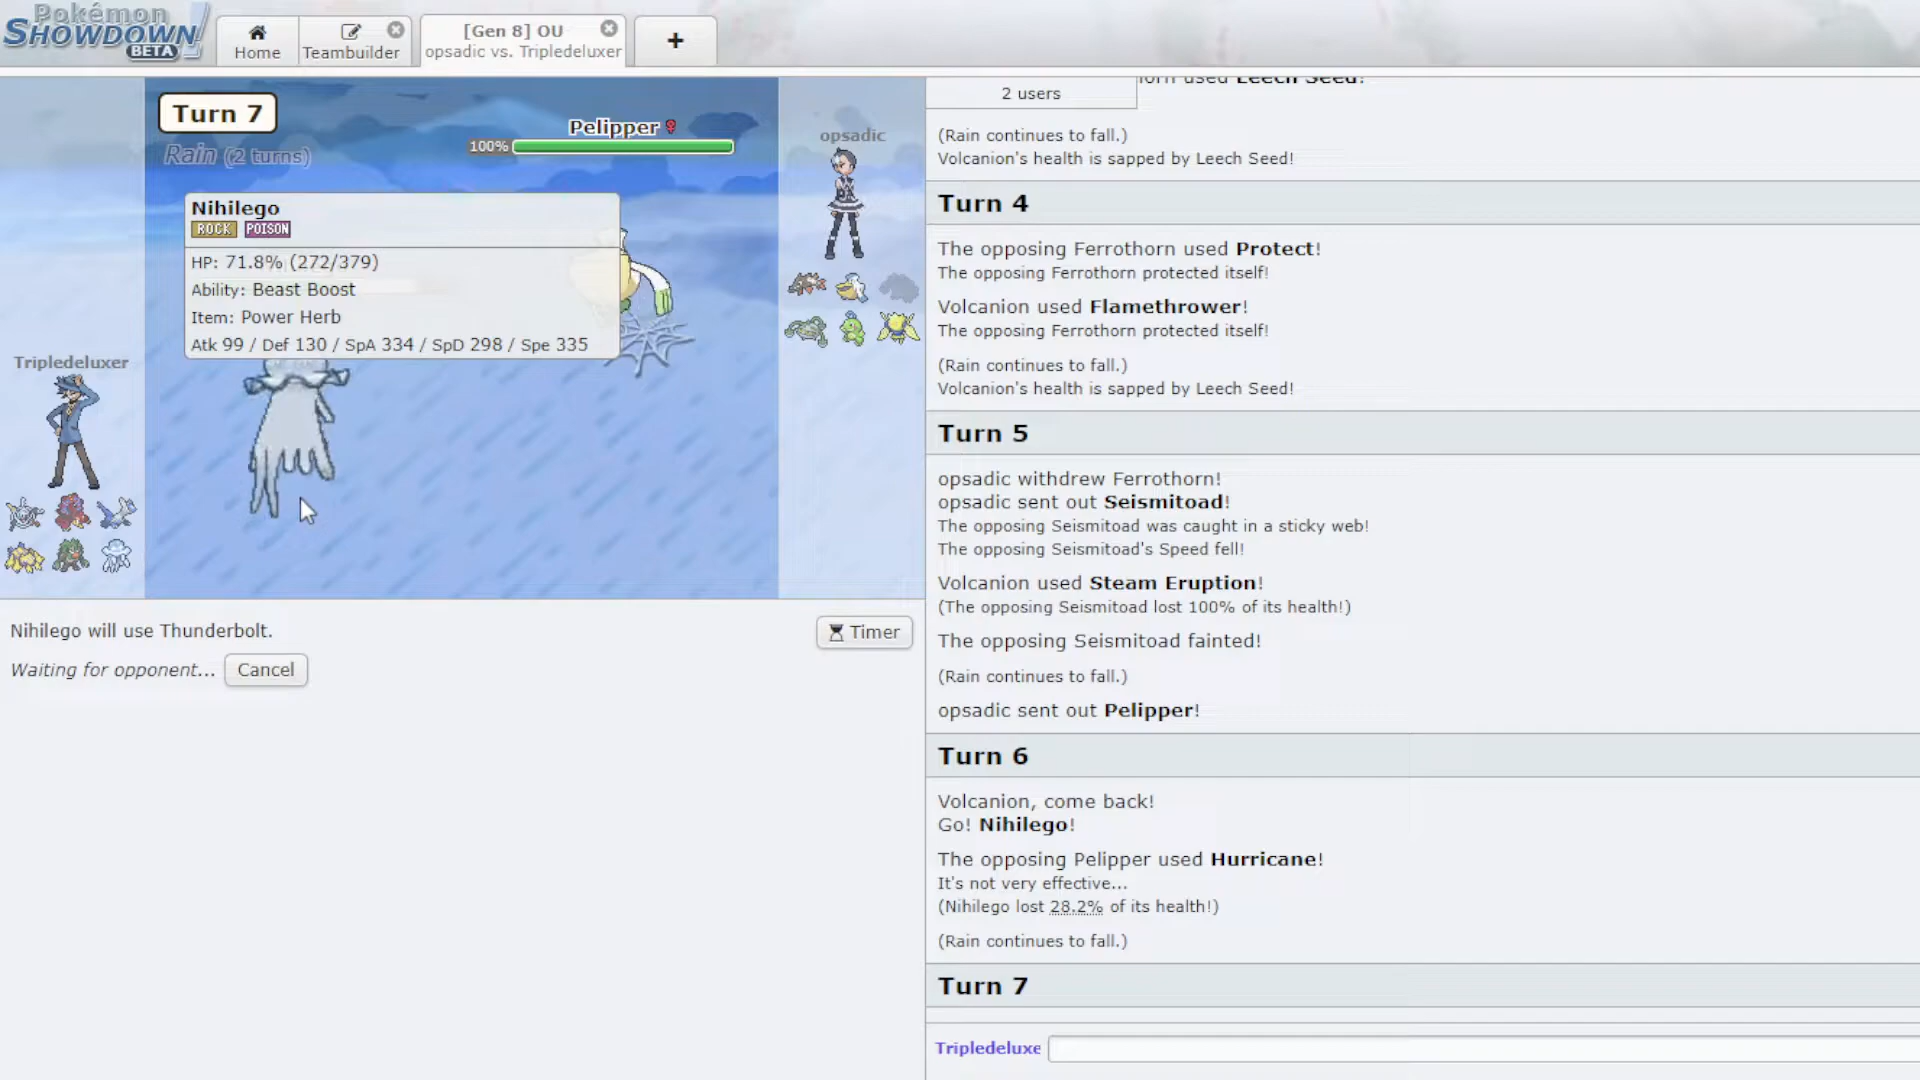 Pokémon
SHOWDOWN
BETA
Home
Teambuilder
[Gen 8] OU
opsadic vs. Tripledeluxer
+
Turn 7
Rain (2 turns)
Pelipper
100%
Nihilego
ROCK POISON
HP: 71.8% (272/379)
Ability: Beast Boost
Item: Power Herb
Atk 99 / Def 130 / SpA 334 / SpD 298 / Spe 335
Tripledeluxer
opsadic
Nihilego will use Thunderbolt.
Waiting for opponent... Cancel
Timer
2 users
used Leech Seed!
(Rain continues to fall.)
Volcanion's health is sapped by Leech Seed!
Turn 4
The opposing Ferrothorn used Protect!
The opposing Ferrothorn protected itself!
Volcanion used Flamethrower!
The opposing Ferrothorn protected itself!
(Rain continues to fall.)
Volcanion's health is sapped by Leech Seed!
Turn 5
opsadic withdrew Ferrothorn!
opsadic sent out Seismitoad!
The opposing Seismitoad was caught in a sticky web!
The opposing Seismitoad's Speed fell!
Volcanion used Steam Eruption!
(The opposing Seismitoad lost 100% of its health!)
The opposing Seismitoad fainted!
(Rain continues to fall.)
opsadic sent out Pelipper!
Turn 6
Volcanion, come back!
Go! Nihilego!
The opposing Pelipper used Hurricane!
It's not very effective...
(Nihilego lost 28.2% of its health!)
(Rain continues to fall.)
Turn 7
Tripledeluxe